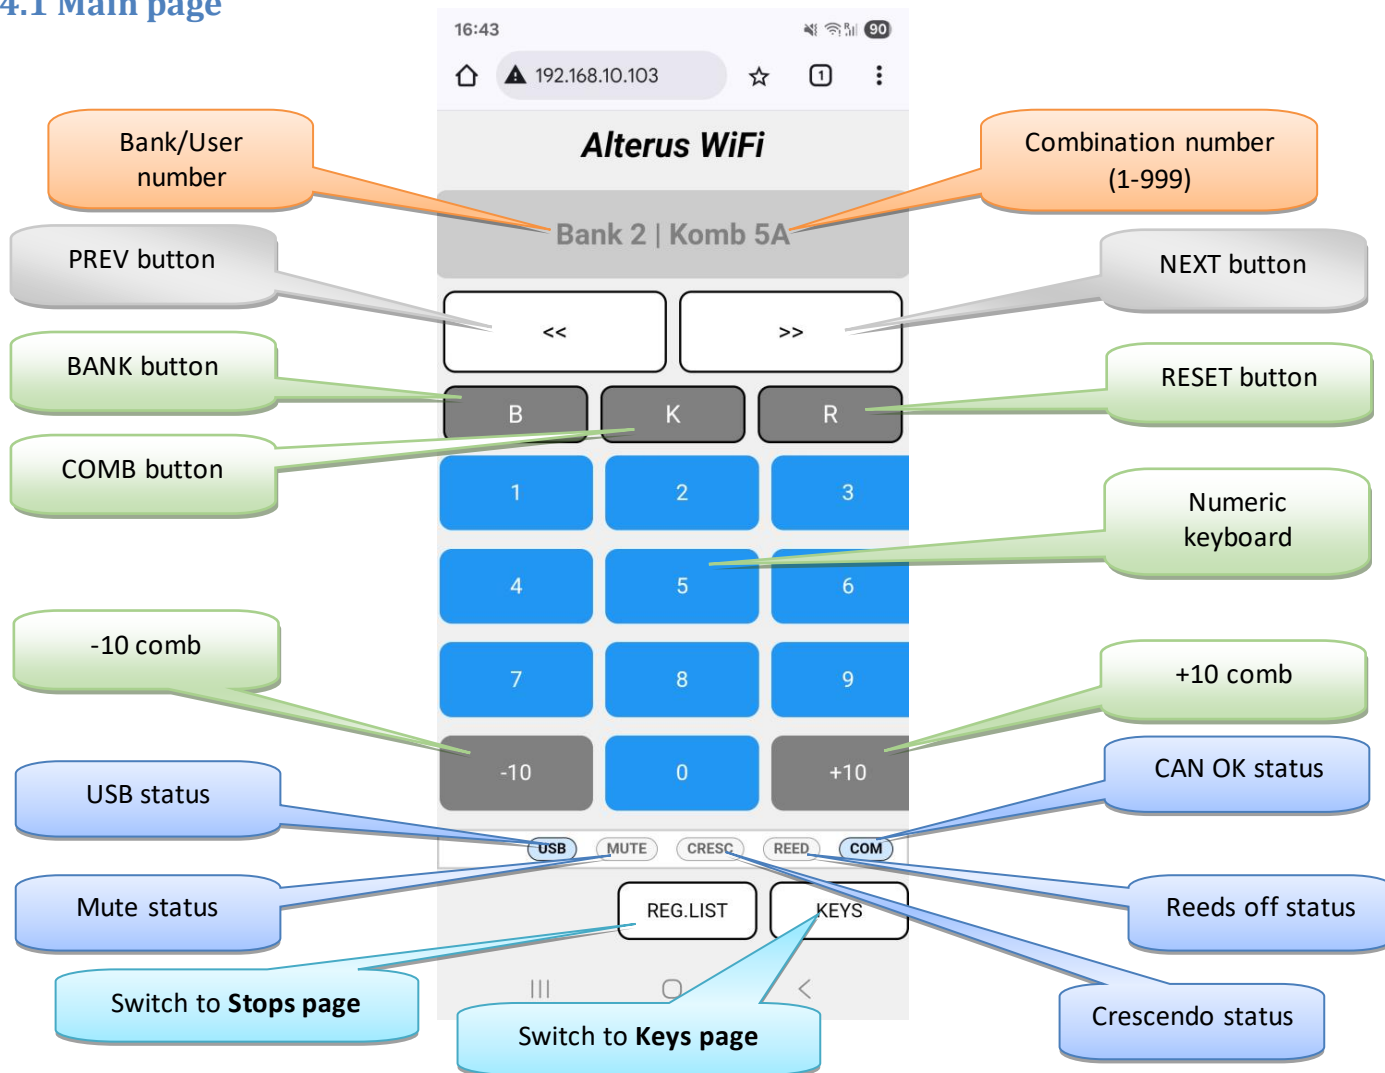 4.1 Main page
16:43
90
192.168.10.103
1
Alterus WiFi
Bank/User
number
Combination number
(1-999)
Bank 2 | Komb 5A
PREV button
NEXT button
<< >>
BANK button
RESET button
B K R
COMB button
1 2 3
Numeric
keyboard
4 5 6
-10 comb
+10 comb
7 8 9
-10 0 +10
USB status
CAN OK status
USB MUTE CRESC REED COM
Mute status
Reeds off status
REG.LIST KEYS
Switch to Stops page
Crescendo status
Switch to Keys page